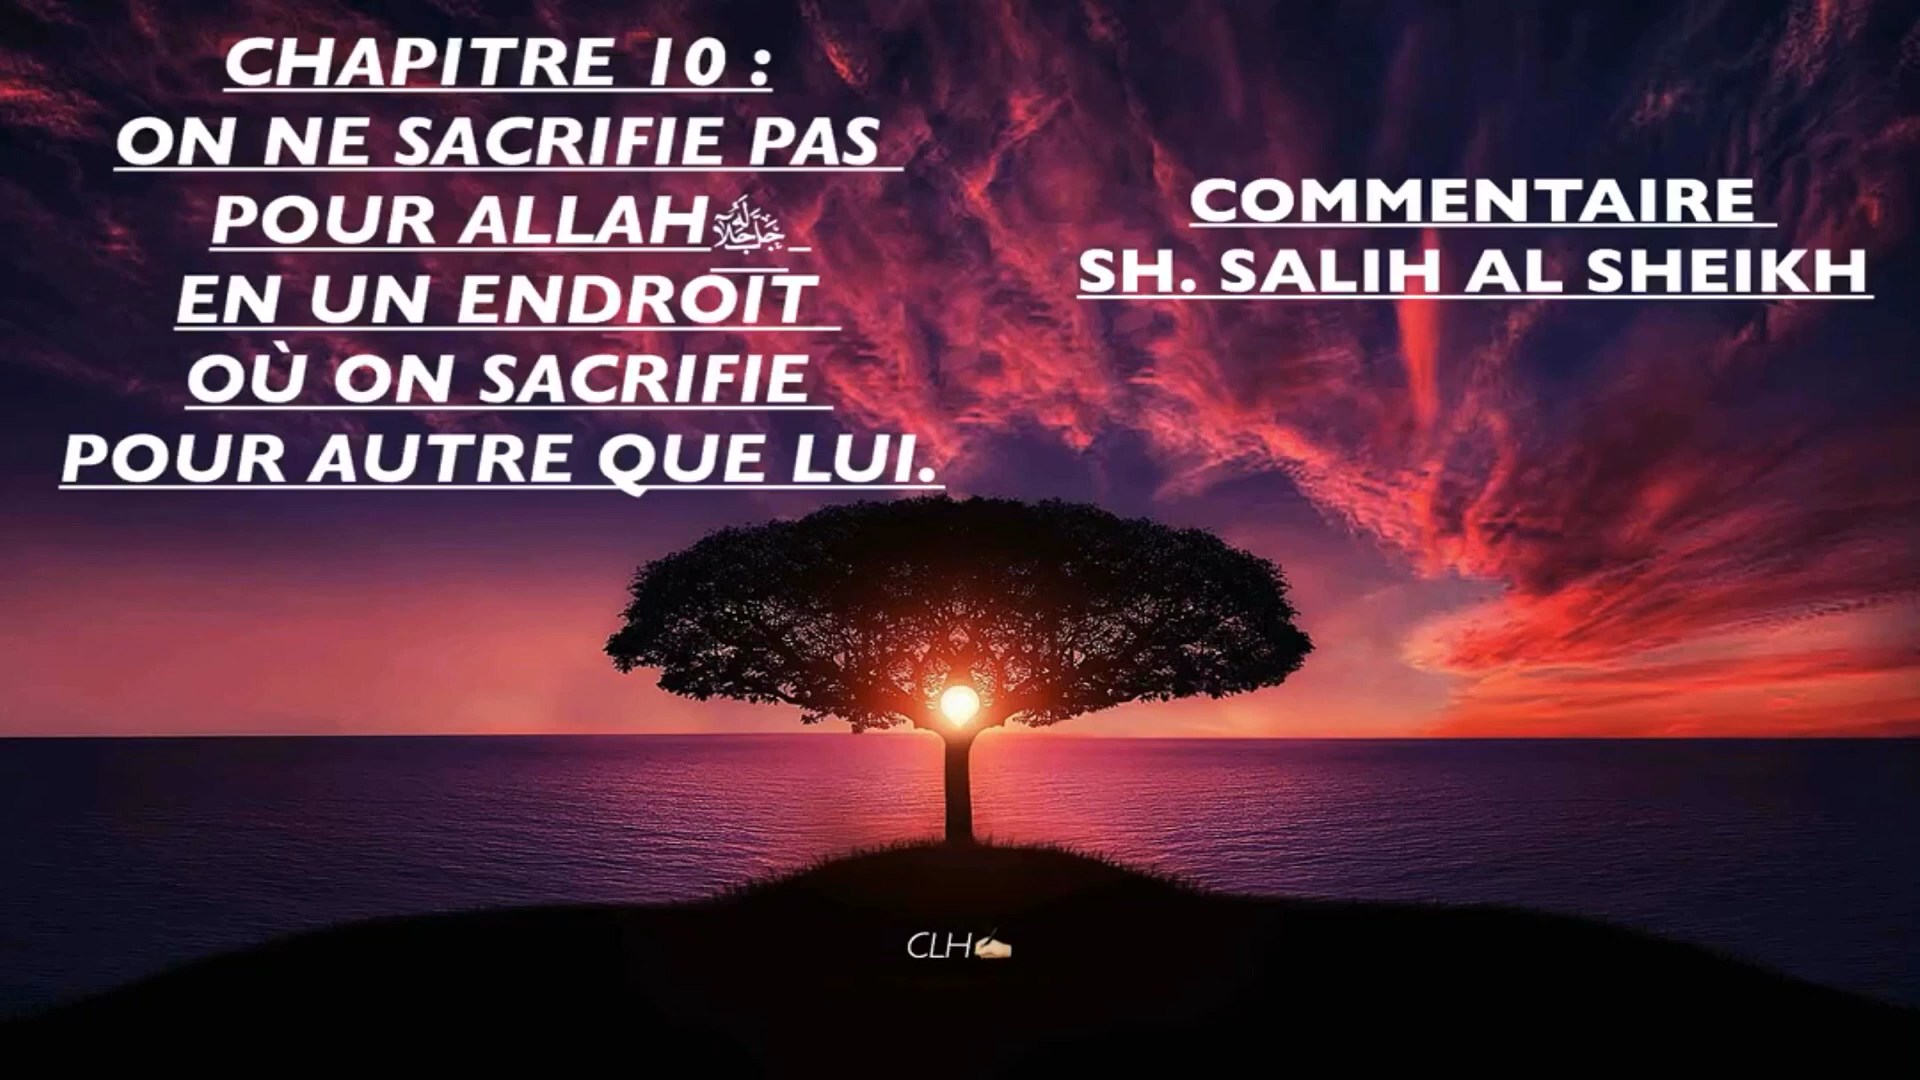 CHAPITRE 10 :
ON NE SACRIFIE PAS
POUR ALLAH ﷻ
EN UN ENDROIT
OÙ ON SACRIFIE
POUR AUTRE QUE LUI.
COMMENTAIRE
SH. SALIH AL SHEIKH
CLH✍🏼